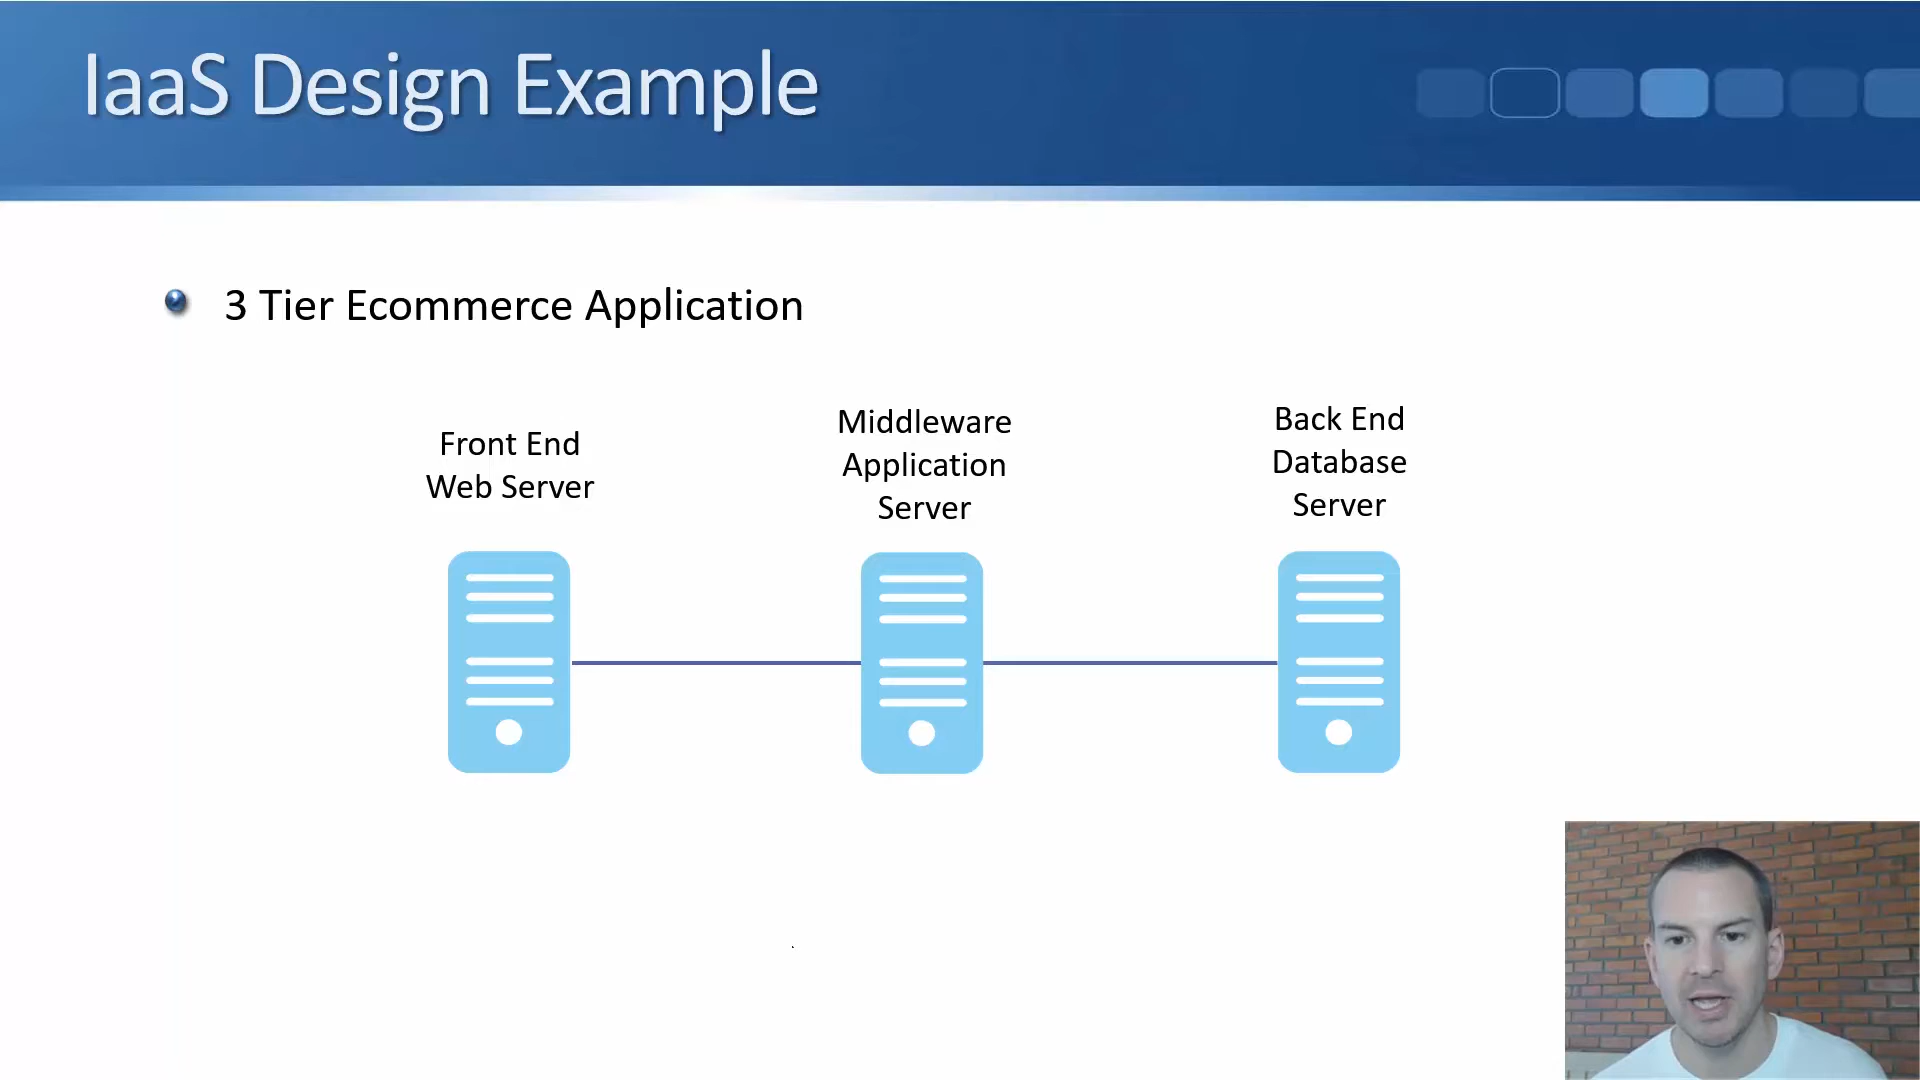 IaaS Design Example
3 Tier Ecommerce Application
Front End
Web Server
Middleware
Application
Server
Back End
Database
Server